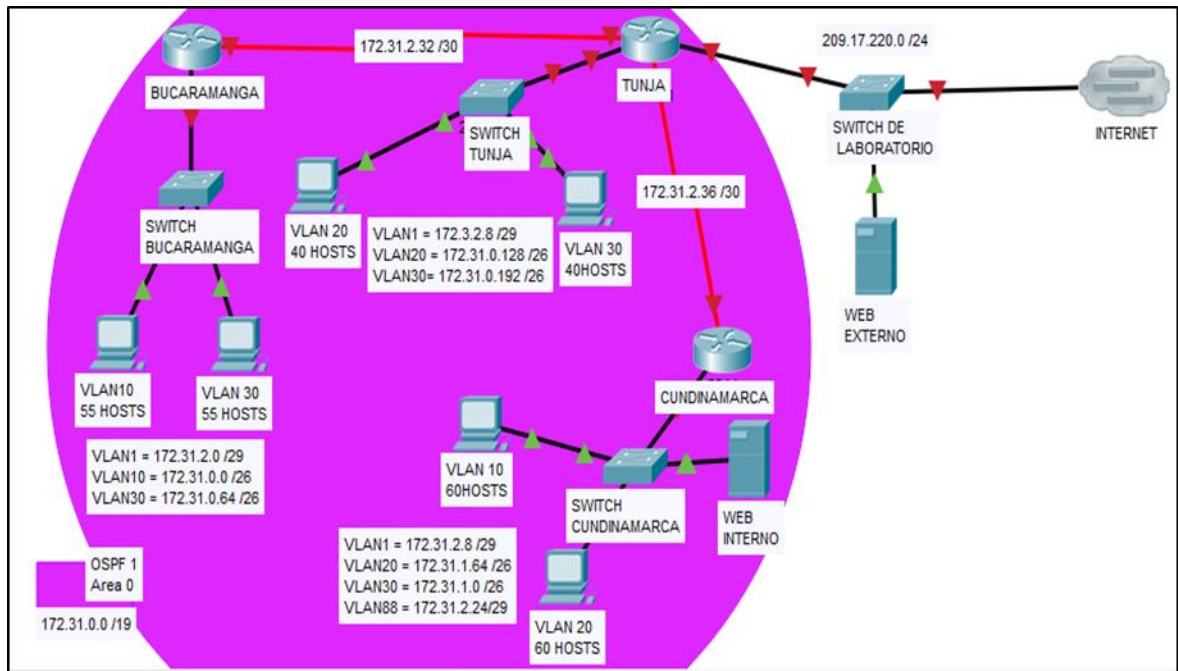 172.31.2.32 /30
209.17.220.0 /24
BUCARAMANGA
TUNJA
SWITCH
TUNJA
SWITCH DE
LABORATORIO
INTERNET
172.31.2.36 /30
SWITCH
BUCARAMANGA
VLAN 20
40 HOSTS
VLAN1 = 172.3.2.8 /29
VLAN20 = 172.31.0.128 /26
VLAN30= 172.31.0.192 /26
VLAN 30
40HOSTS
WEB
EXTERNO
VLAN10
55 HOSTS
VLAN 30
55 HOSTS
CUNDINAMARCA
VLAN1 = 172.31.2.0 /29
VLAN10 = 172.31.0.0 /26
VLAN30 = 172.31.0.64 /26
VLAN 10
60HOSTS
SWITCH
CUNDINAMARCA
WEB
INTERNO
VLAN1 = 172.31.2.8 /29
VLAN20 = 172.31.1.64 /26
VLAN30 = 172.31.1.0 /26
VLAN88 = 172.31.2.24/29
VLAN 20
60 HOSTS
OSPF 1
Area 0
172.31.0.0 /19